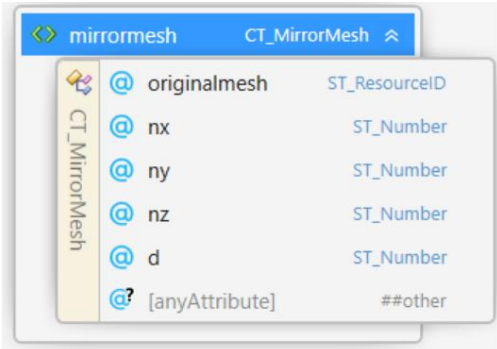 mirrormesh CT_MirrorMesh
CT_MirrorMesh
@ originalmesh ST_ResourceID
@ nx ST_Number
@ ny ST_Number
@ nz ST_Number
@ d ST_Number
@? [anyAttribute] ##other